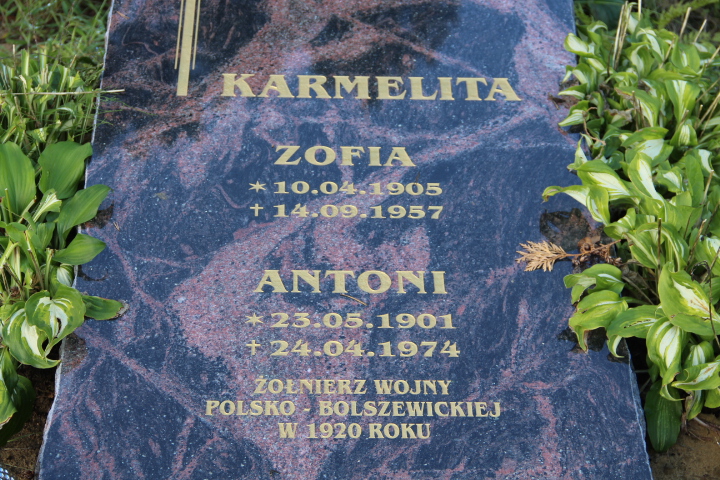 KARMELITA
ZOFIA
* 10.04.1905
† 14.09.1957
ANTONI
* 23.05.1901
† 24.04.1974
ŻOŁNIERZ WOJNY
POLSKO - BOLSZEWICKIEJ
W 1920 ROKU